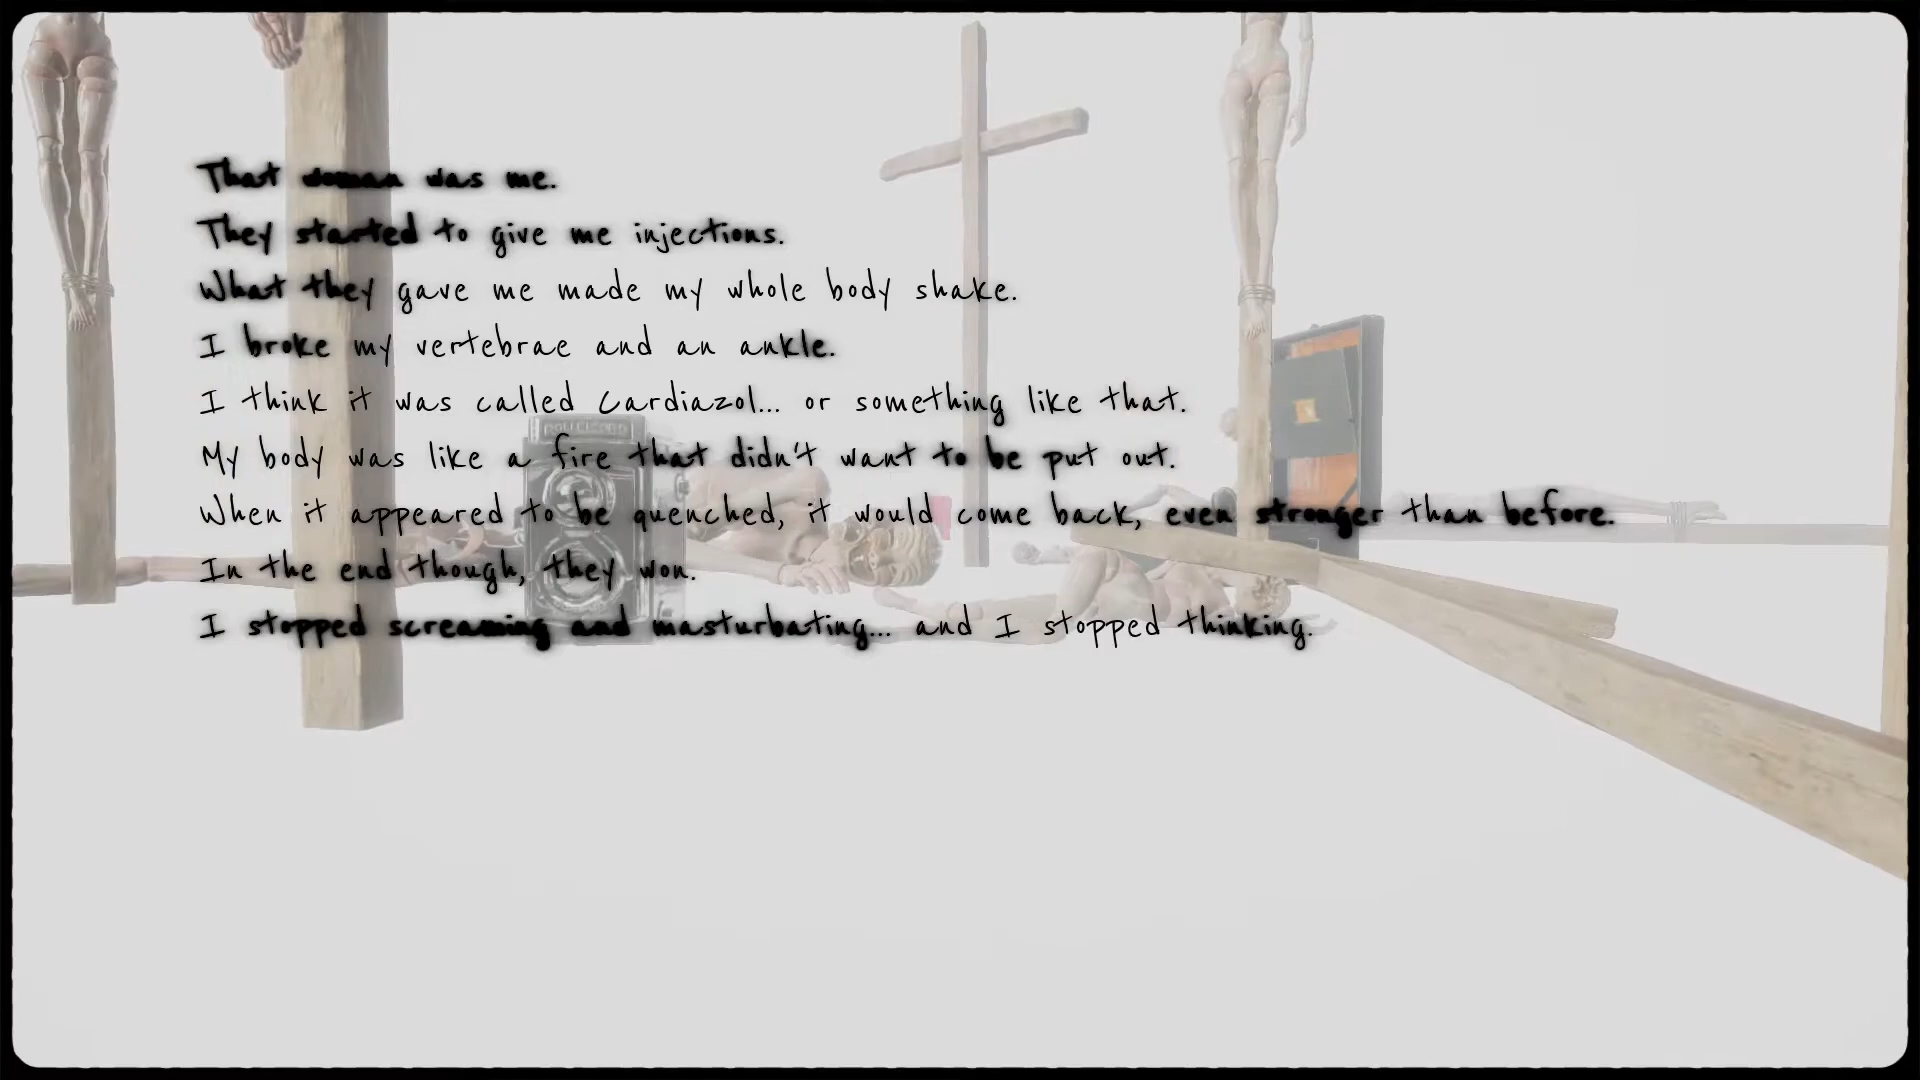 That woman was me.
They started to give me injections.
What they gave me made my whole body shake.
I broke my vertebrae and an ankle.
I think it was called Cardiazol... or something like that.
My body was like a fire that didn't want to be put out.
When it appeared to be quenched, it would come back, even stronger than before.
In the end though, they won.
I stopped screaming and masturbating... and I stopped thinking.